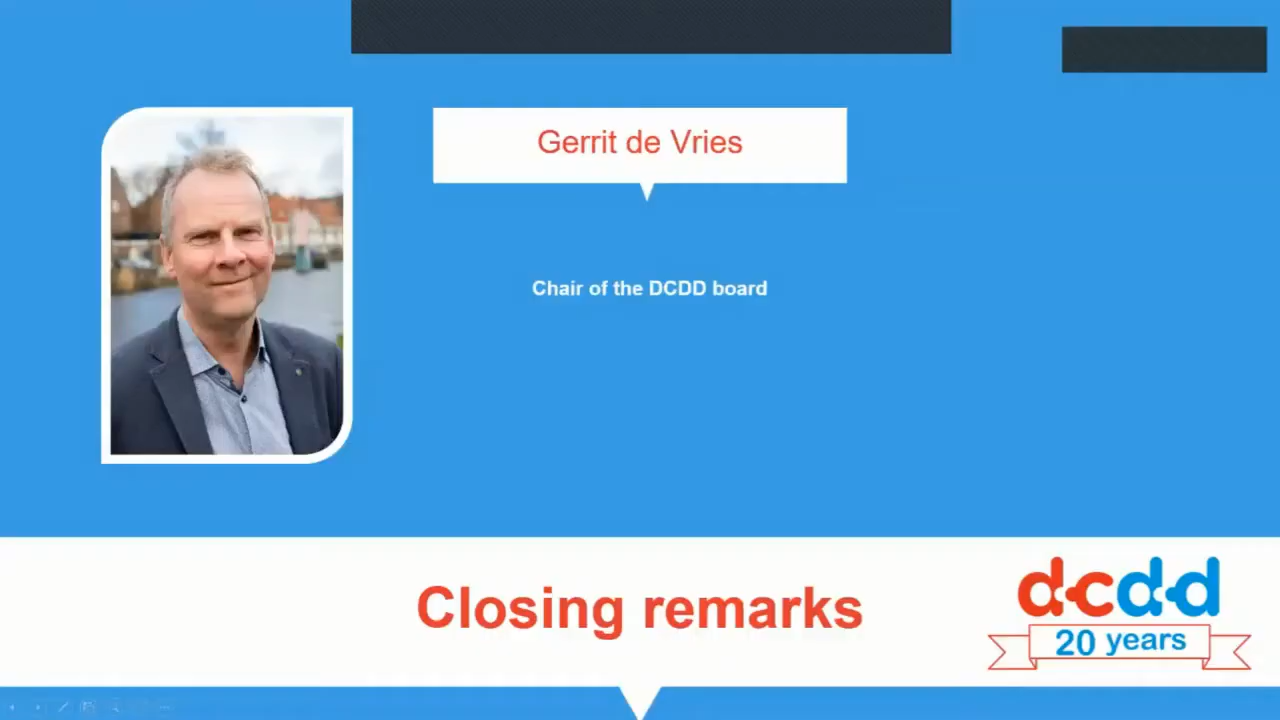 Gerrit de Vries
Chair of the DCDD board
Closing remarks
dcdd
20 years